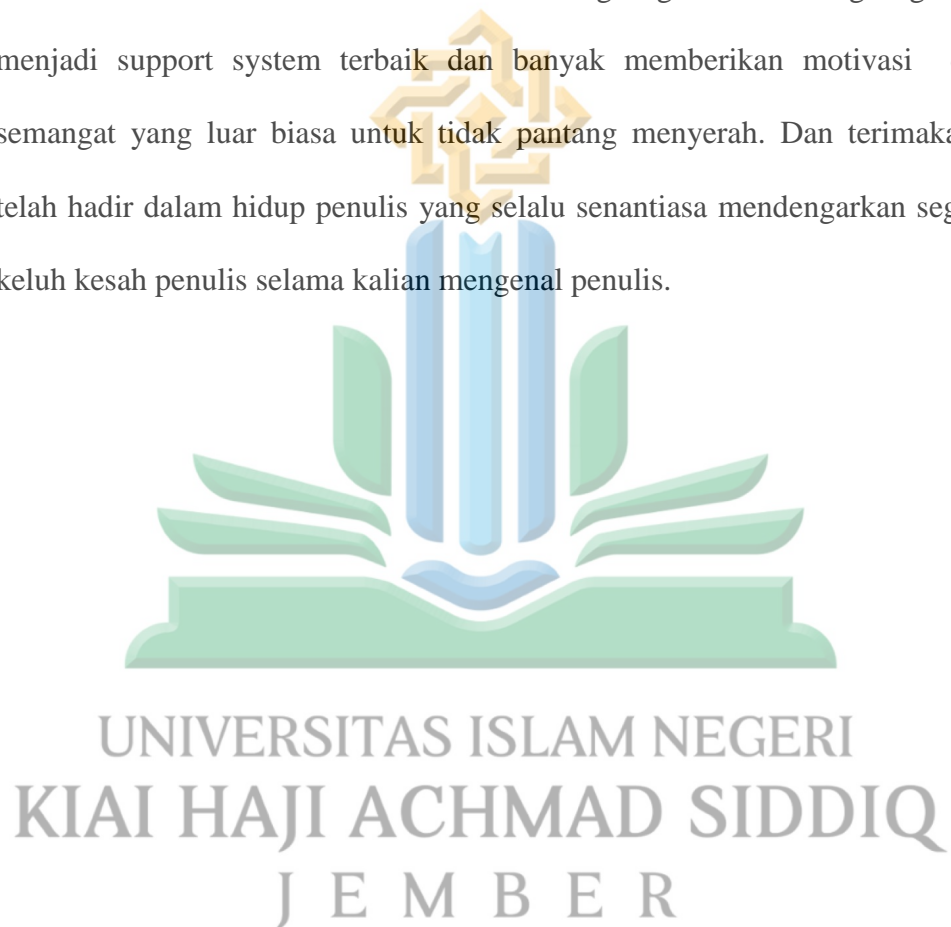 menjadi support system terbaik dan banyak memberikan motivasi
semangat yang luar biasa untuk tidak pantang menyerah. Dan terimaka
telah hadir dalam hidup penulis yang selalu senantiasa mendengarkan seg
keluh kesah penulis selama kalian mengenal penulis.
UNIVERSITAS ISLAM NEGERI
KIAI HAJI ACHMAD SIDDIQ
JEMBER